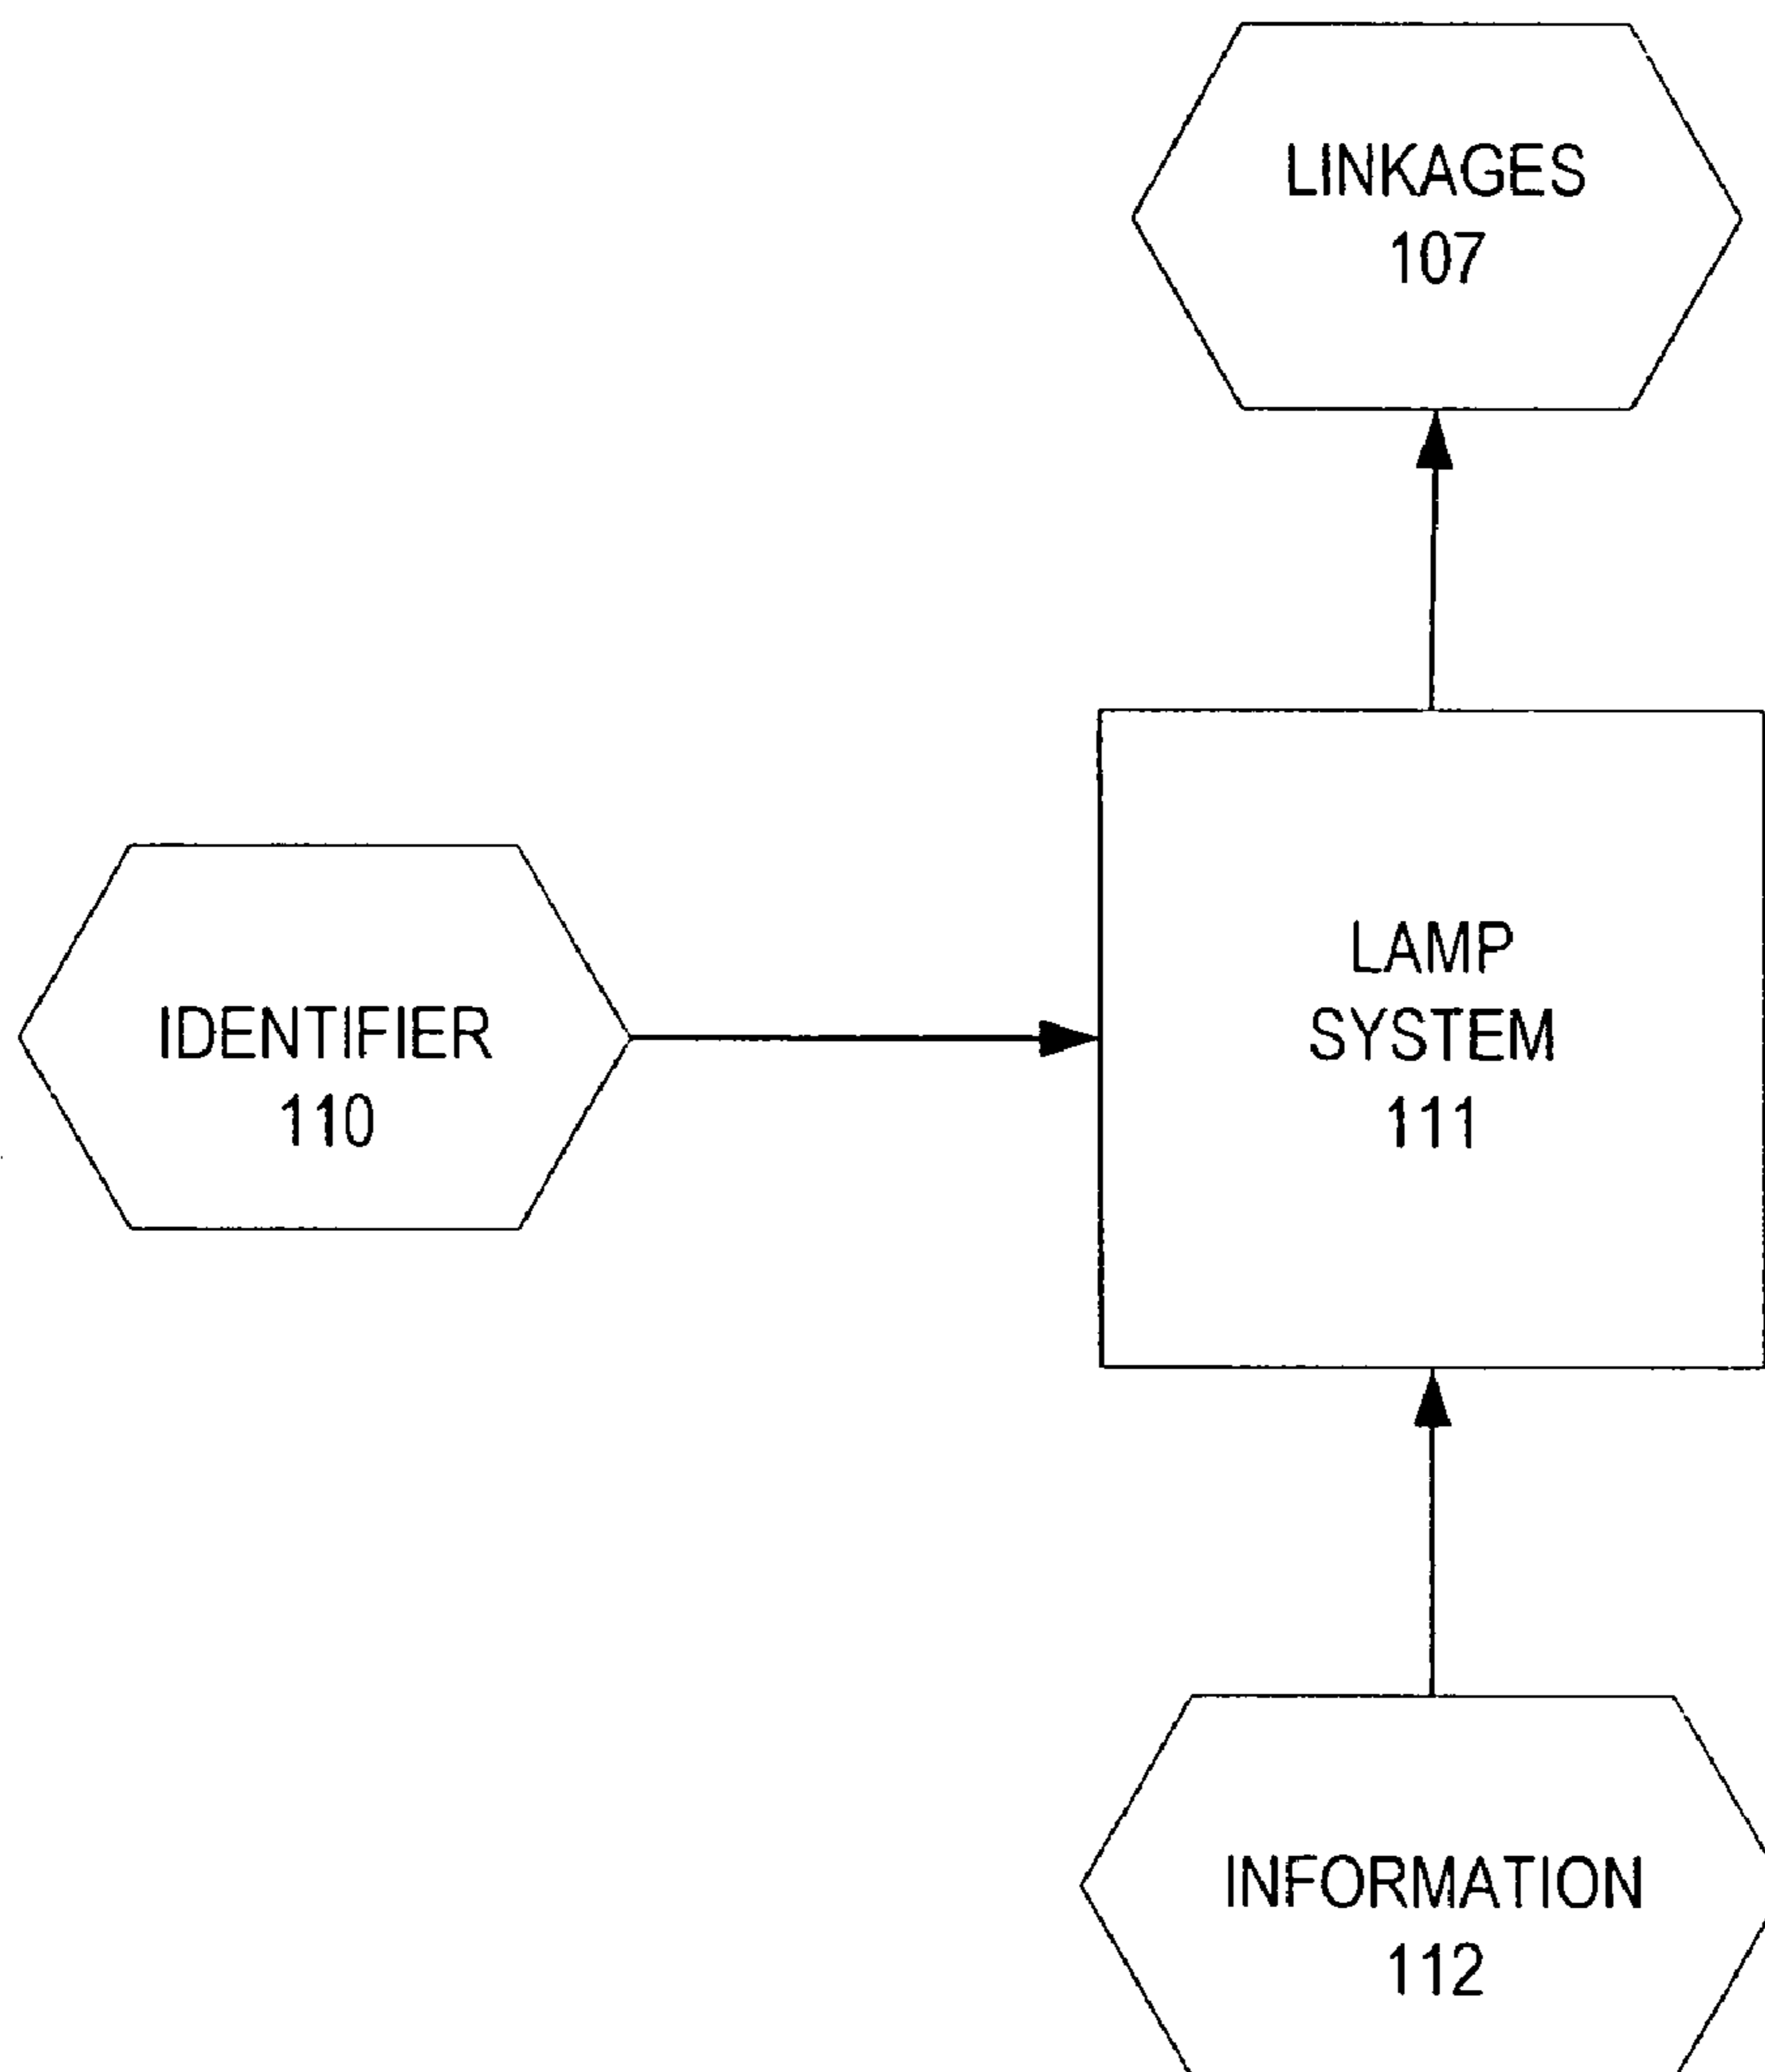 LINKAGES
107
IDENTIFIER
110
LAMP
SYSTEM
111
INFORMATION
112